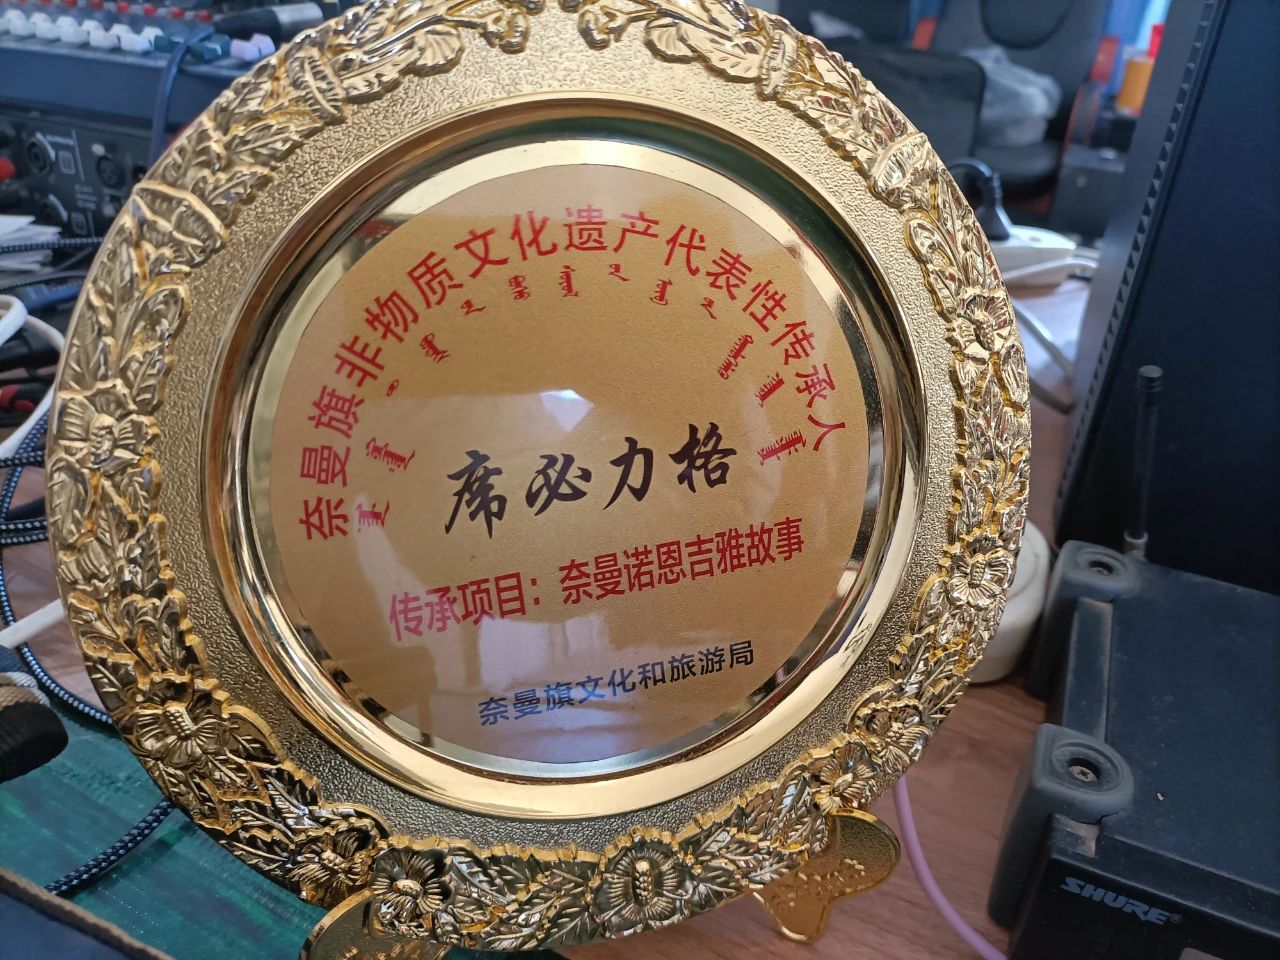 奈曼旗非物质文化遗产代表性传承人
席必力格
传承项目：奈曼诺恩吉雅故事
奈曼旗文化和旅游局
SHURE